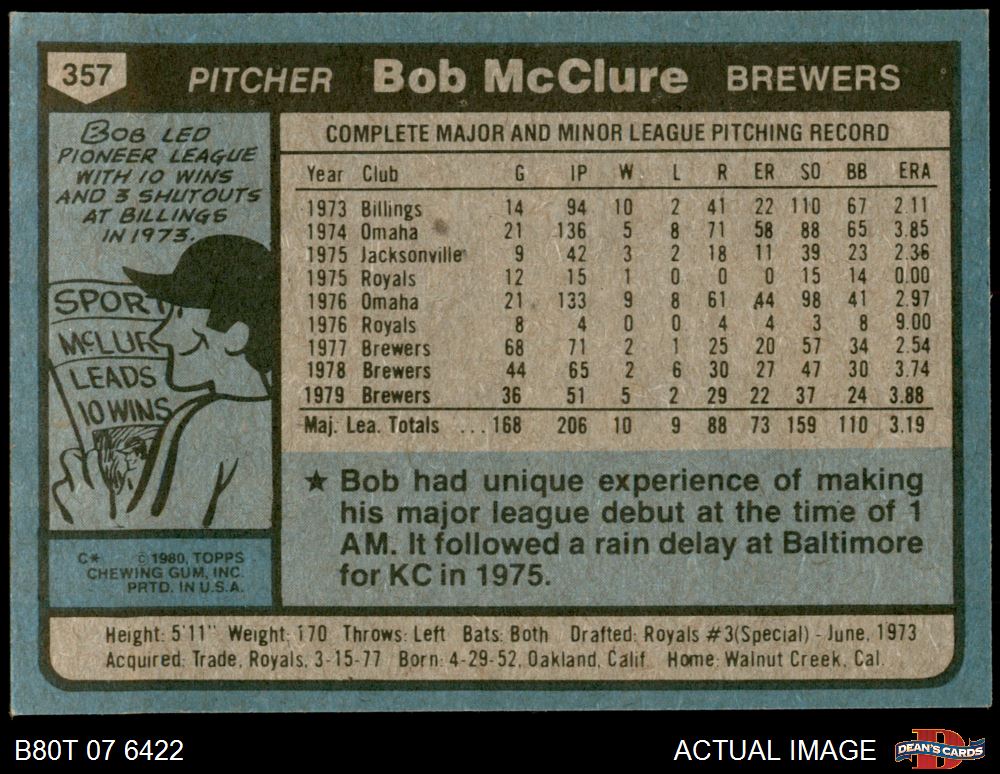 357 PITCHER Bob McClure BREWERS
BOB LED
PIONEER LEAGUE
WITH 10 WINS
AND 3 SHUTOUTS
AT BILLINGS
IN 1973.
SPORT
McCLUR
LEADS
10 WINS
C* © 1980, TOPPS
CHEWING GUM, INC.
PRTD. IN U.S.A.
COMPLETE MAJOR AND MINOR LEAGUE PITCHING RECORD
Year Club G IP W L R ER SO BB ERA
1973 Billings 14 94 10 2 41 22 110 67 2.11
1974 Omaha 21 136 5 8 71 58 88 65 3.85
1975 Jacksonville 9 42 3 2 18 11 39 23 2.36
1975 Royals 12 15 1 0 0 0 15 14 0.00
1976 Omaha 21 133 9 8 61 44 98 41 2.97
1976 Royals 8 4 0 0 4 4 3 8 9.00
1977 Brewers 68 71 2 1 25 20 57 34 2.54
1978 Brewers 44 65 2 6 30 27 47 30 3.74
1979 Brewers 36 51 5 2 29 22 37 24 3.88
Maj. Lea. Totals ... 168 206 10 9 88 73 159 110 3.19
★ Bob had unique experience of making
his major league debut at the time of 1
AM. It followed a rain delay at Baltimore
for KC in 1975.
Height: 5'11" Weight: 170 Throws: Left Bats: Both Drafted: Royals #3(Special) - June, 1973
Acquired: Trade, Royals, 3-15-77 Born: 4-29-52, Oakland, Calif. Home: Walnut Creek, Cal.
B80T 07 6422
ACTUAL IMAGE
D
DEAN'S CARDS